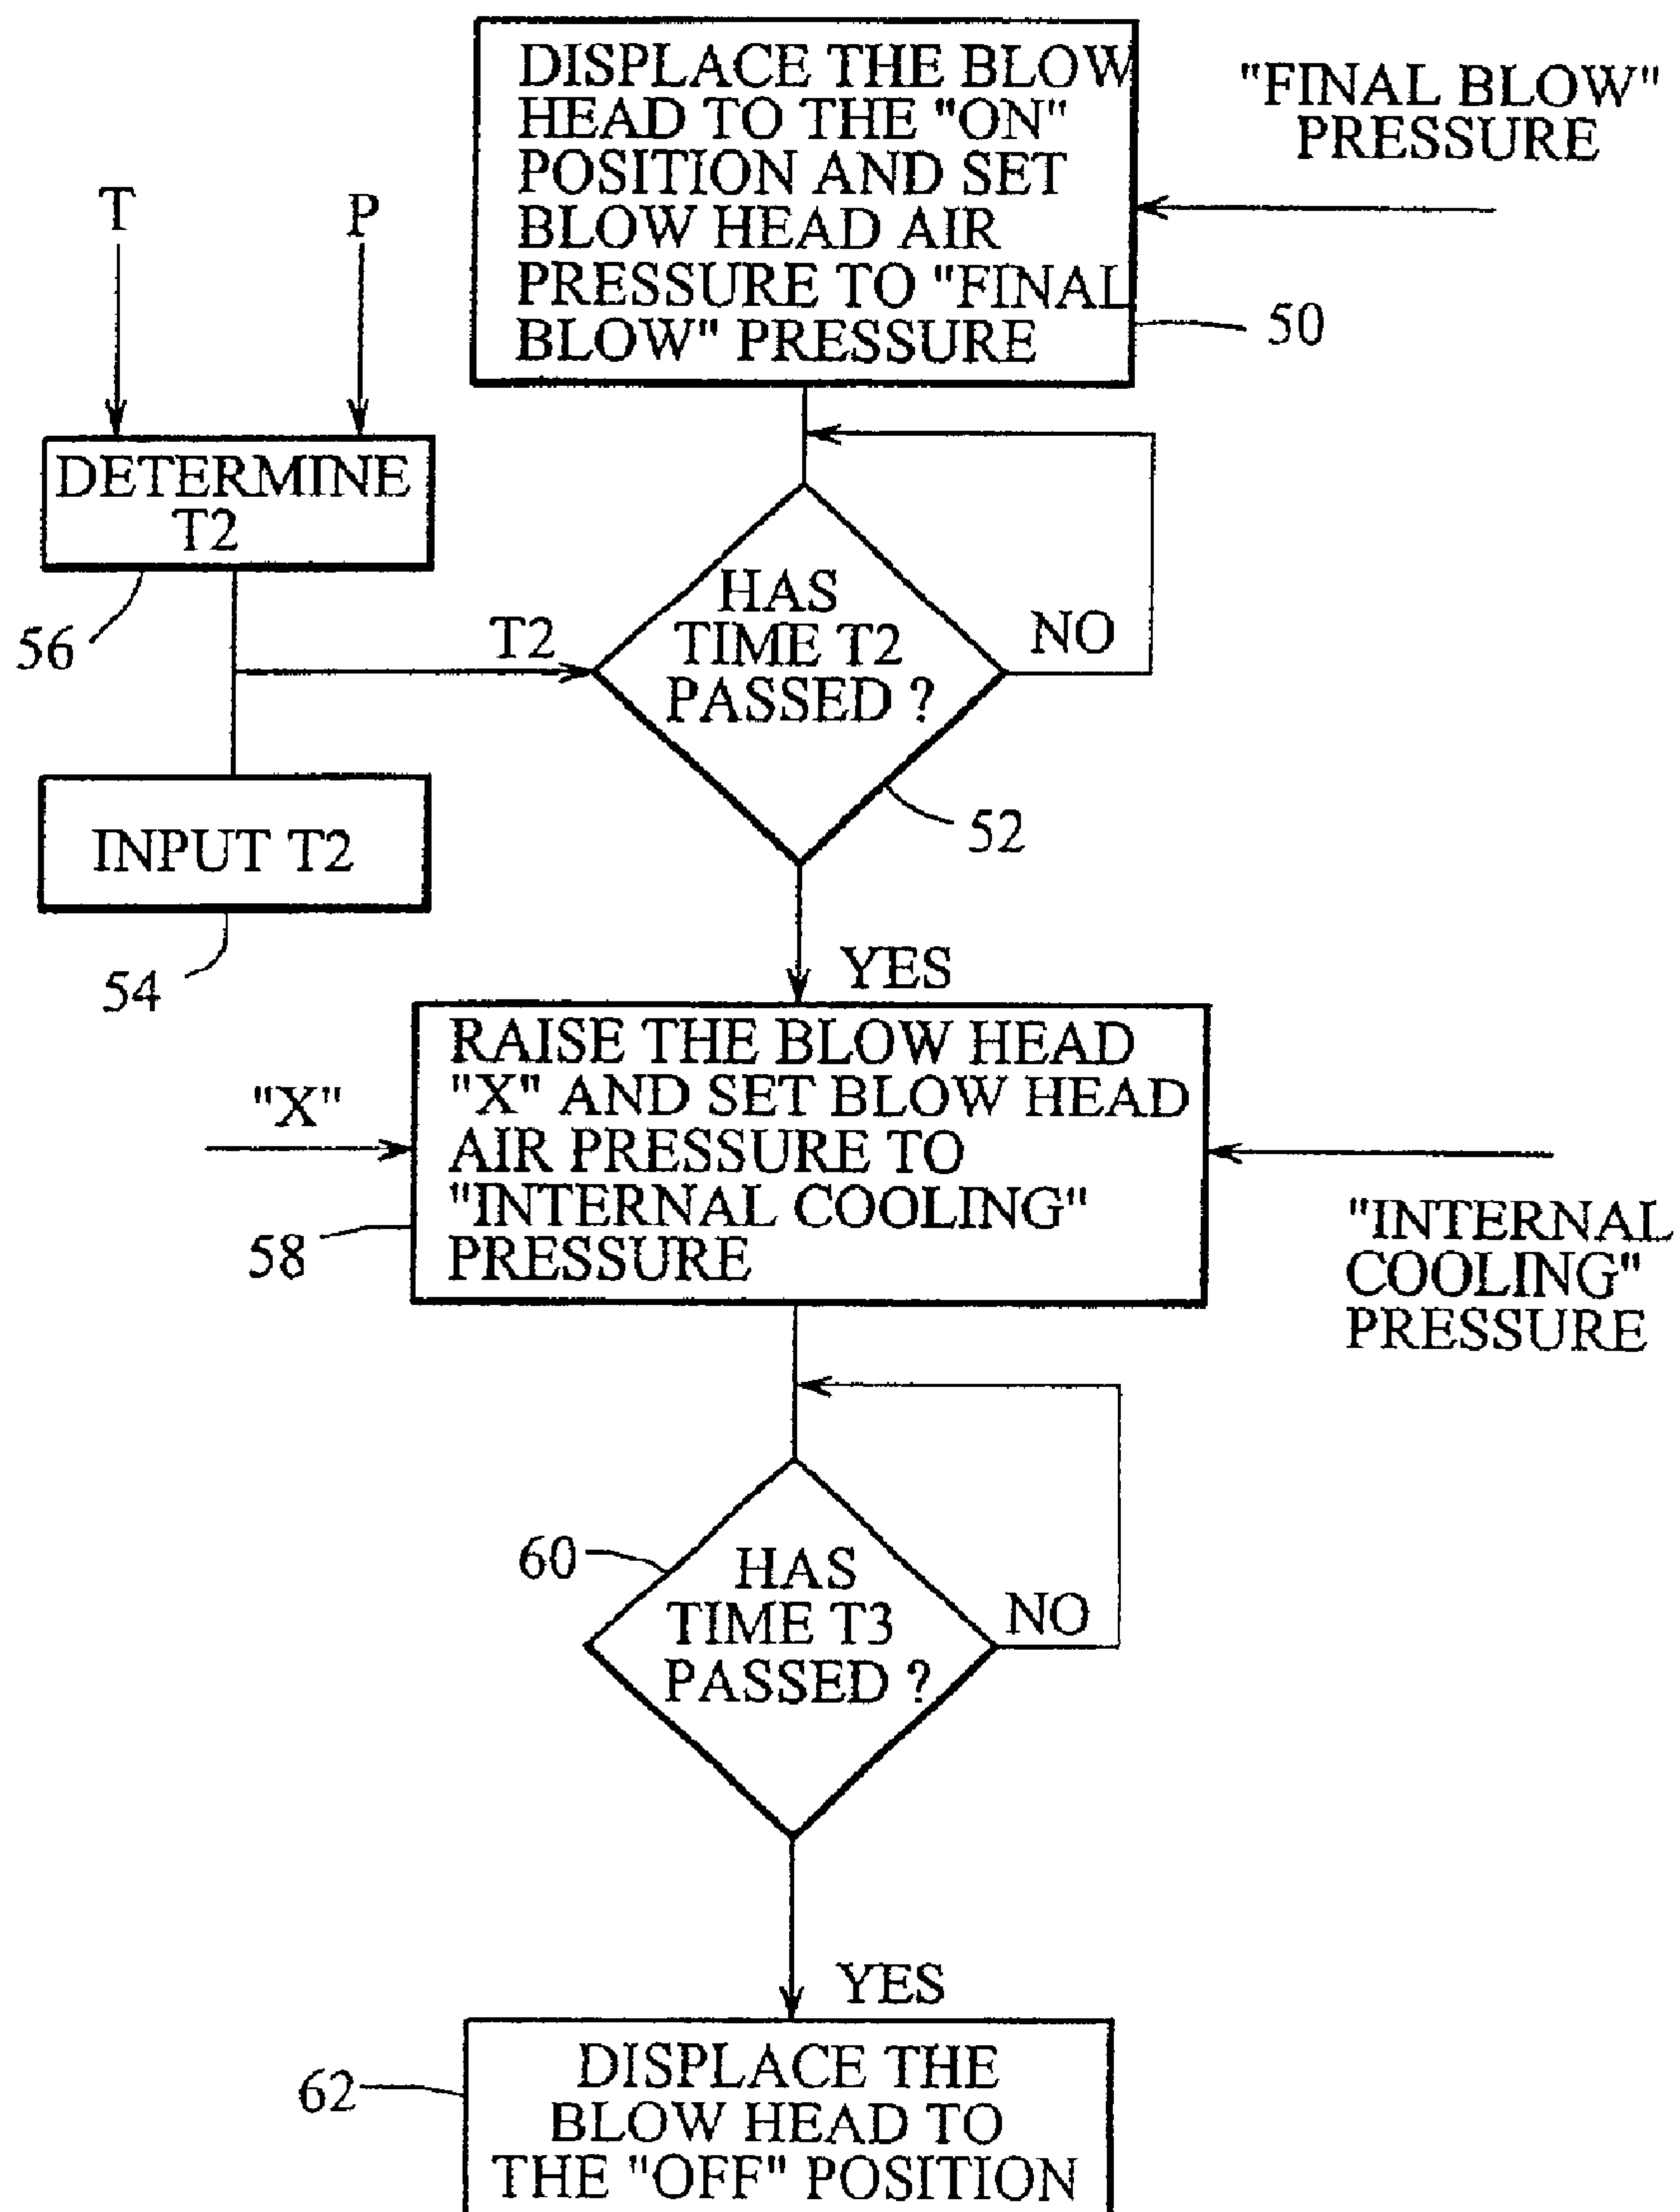 DISPLACE THE BLOW
HEAD TO THE "ON"
POSITION AND SET
BLOW HEAD AIR
PRESSURE TO "FINAL
BLOW" PRESSURE
"FINAL BLOW"
PRESSURE
50
T
P
DETERMINE
T2
56
T2
HAS
TIME T2
PASSED ?
NO
52
INPUT T2
54
YES
RAISE THE BLOW HEAD
"X" AND SET BLOW HEAD
AIR PRESSURE TO
"INTERNAL COOLING"
PRESSURE
"X"
58
"INTERNAL
COOLING"
PRESSURE
60
HAS
TIME T3
PASSED ?
NO
YES
62
DISPLACE THE
BLOW HEAD TO
THE "OFF" POSITION